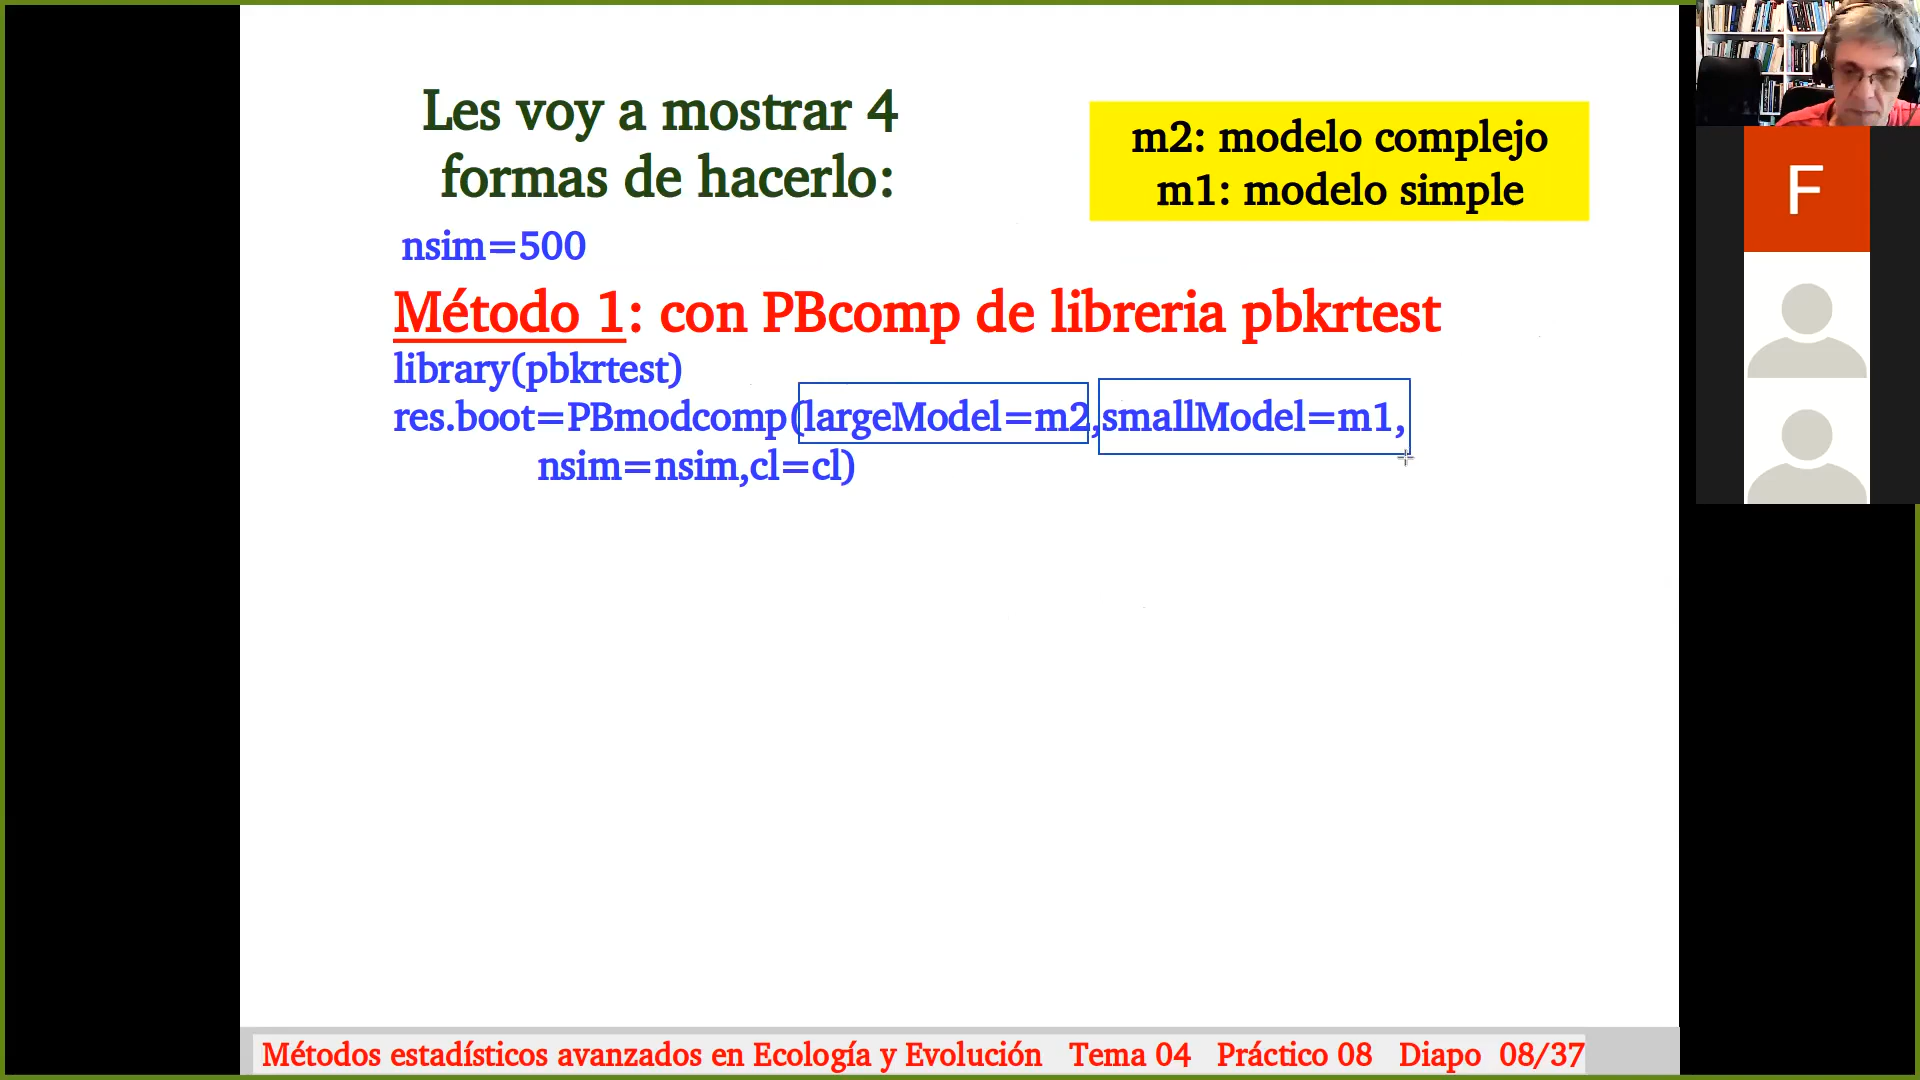 Les voy a mostrar 4
formas de hacerlo:
m2: modelo complejo
m1: modelo simple
nsim=500
Método 1: con PBcomp de libreria pbkrtest
library(pbkrtest)
res.boot=PBmodcomp(largeModel=m2,smallModel=m1,
nsim=nsim,cl=cl)
F
Métodos estadísticos avanzados en Ecología y Evolución Tema 04 Práctico 08 Diapo 08/37